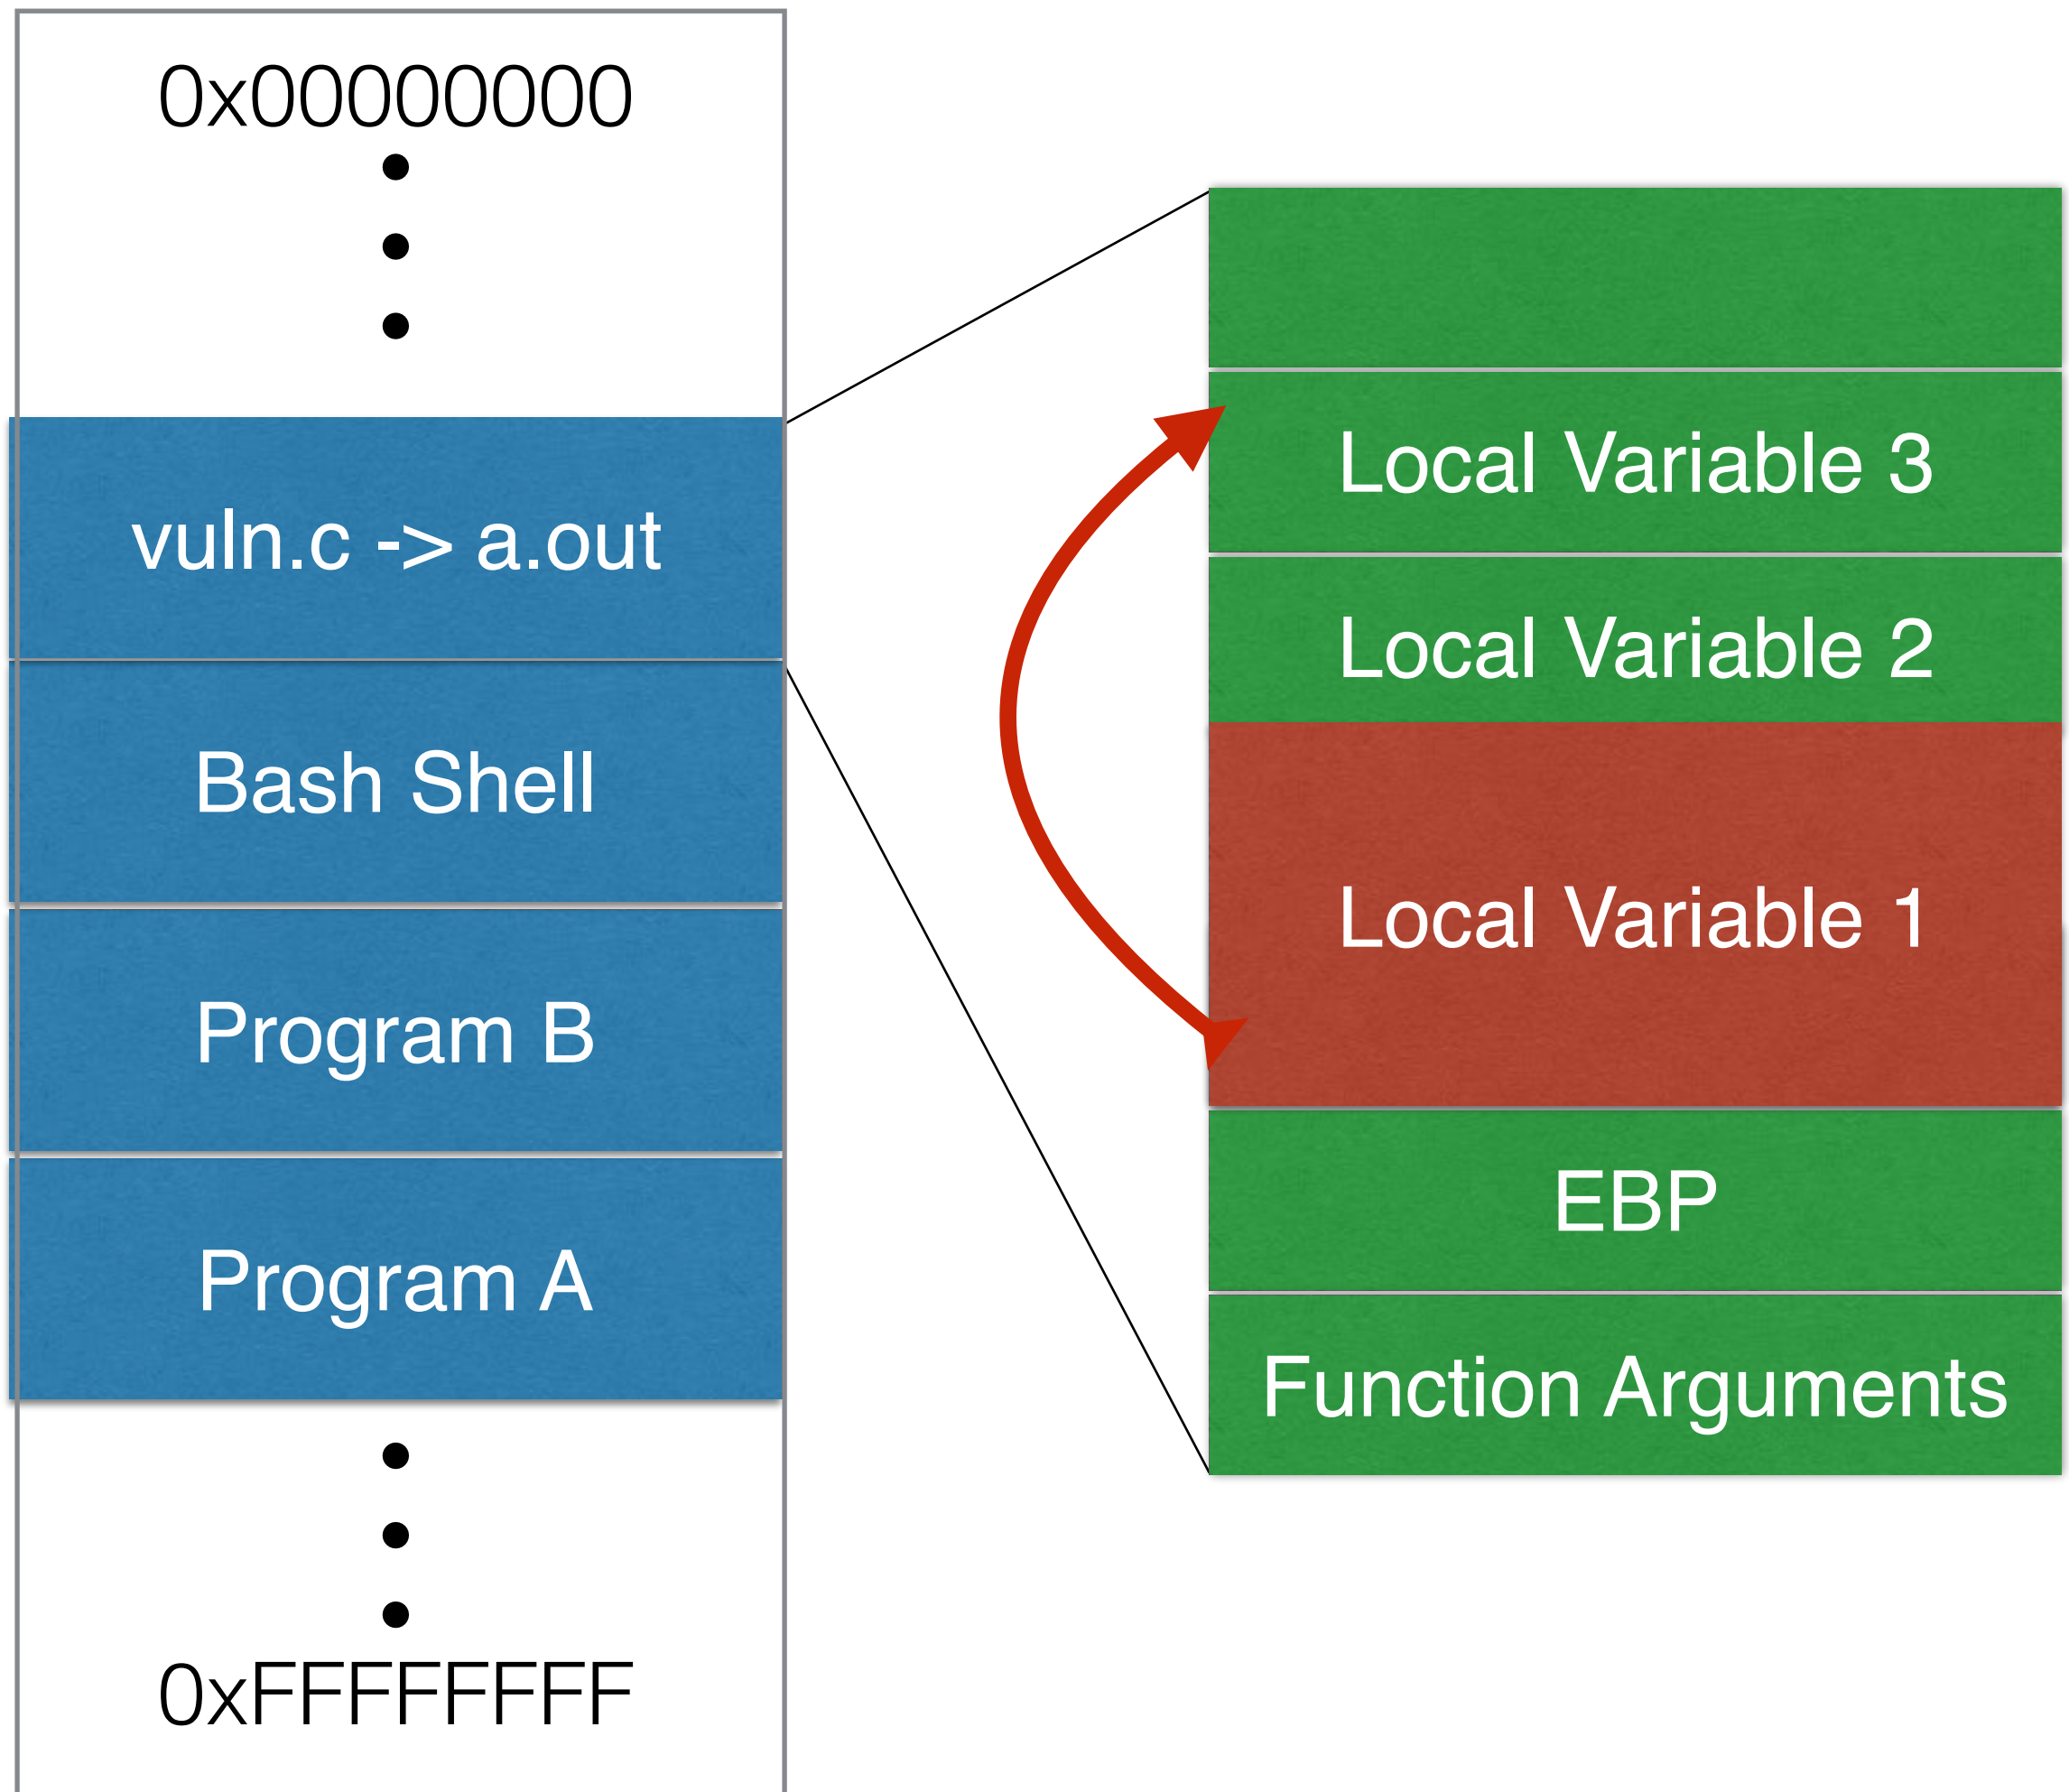 0x00000000
vuln.c -> a.out
Bash Shell
Program B
Program A
0xFFFFFFFF
Local Variable 3
Local Variable 2
Local Variable 1
EBP
Function Arguments